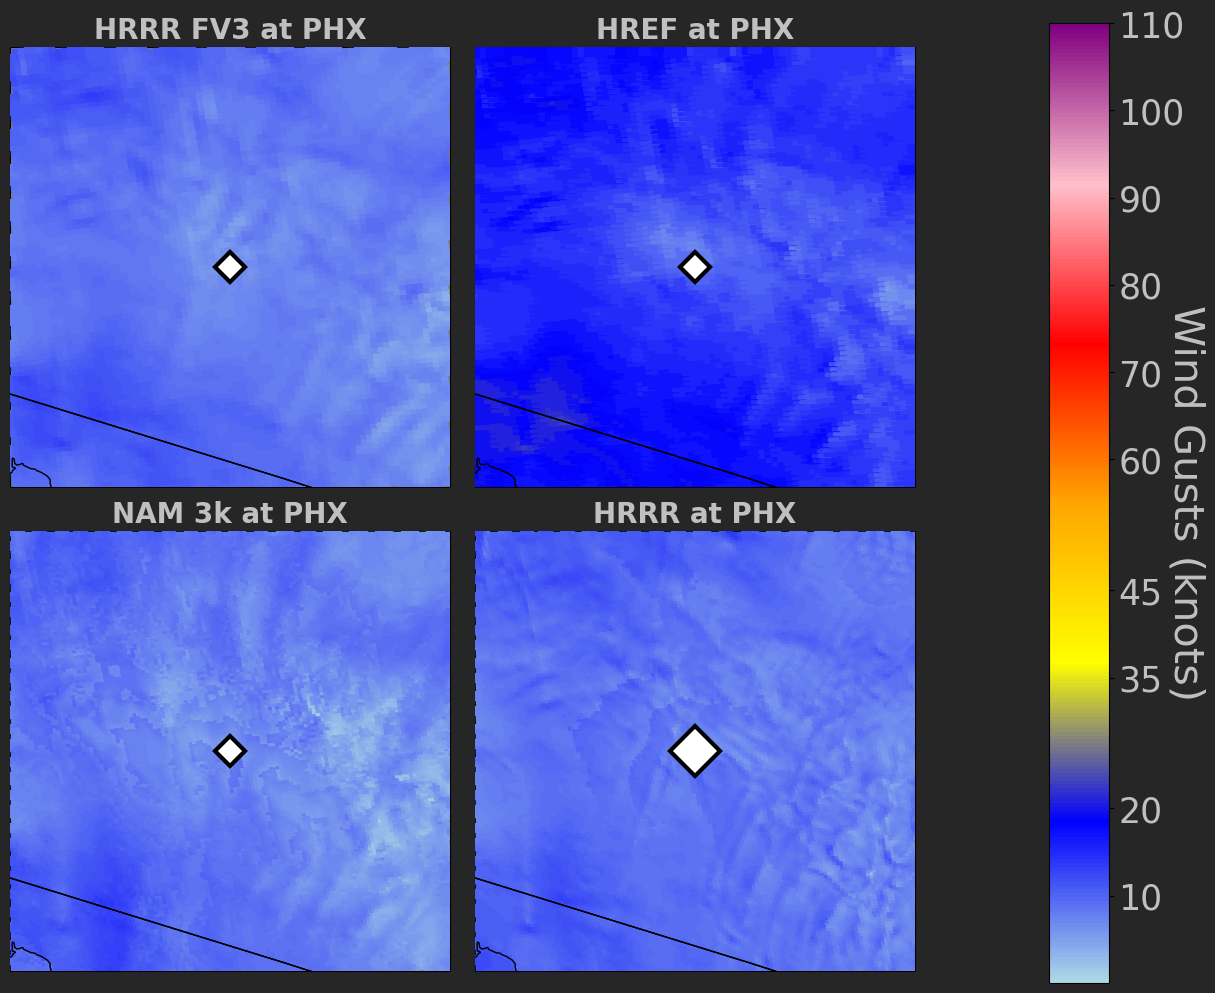 HRRR FV3 at PHX
HREF at PHX
NAM 3k at PHX
HRRR at PHX
110
100
90
80
70
60
45
35
20
10
Wind Gusts (knots)